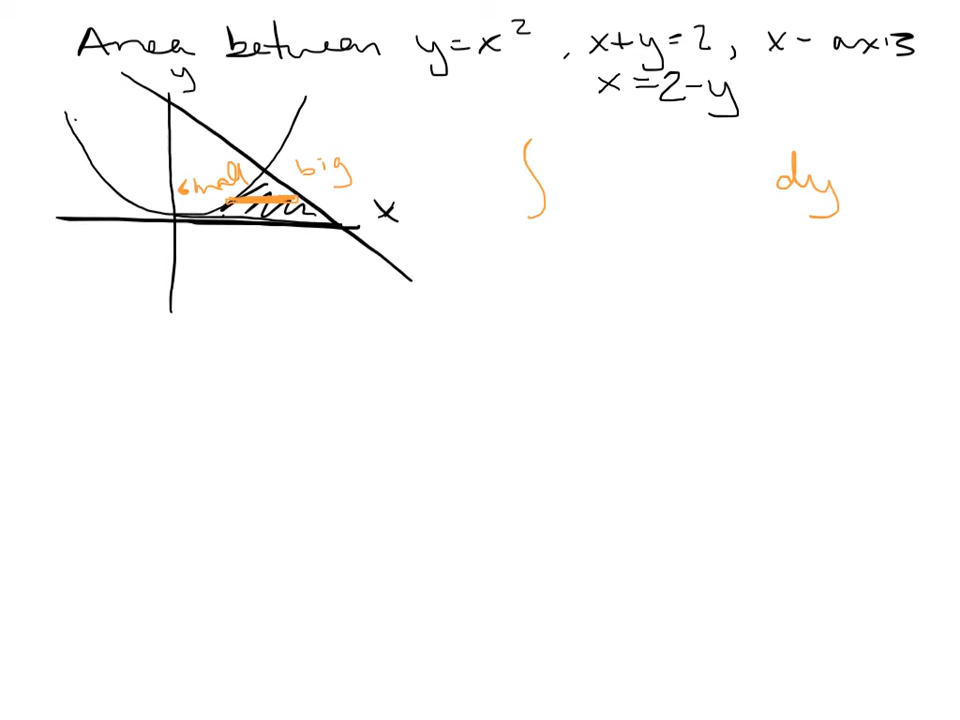 Area between y=x², x+y=2, x-axis
x=2-y
y
small big
x
∫ dy